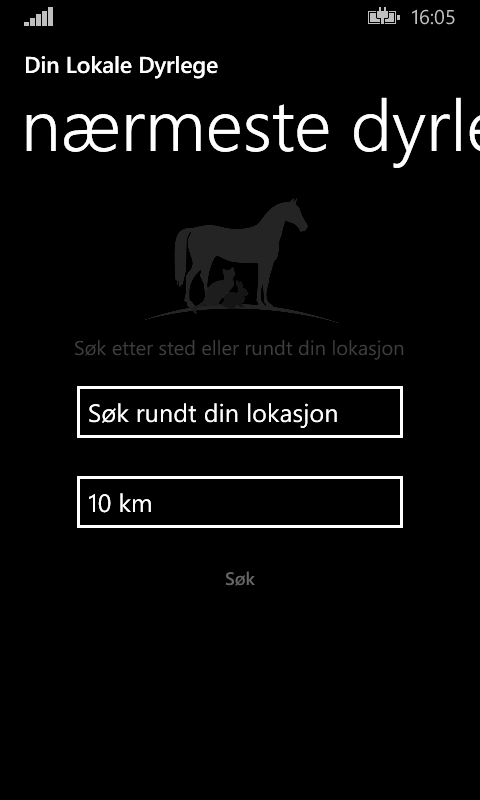 16:05
Din Lokale Dyrlege
nærmeste dyrle
Søk etter sted eller rundt din lokasjon
Søk rundt din lokasjon
10 km
Søk